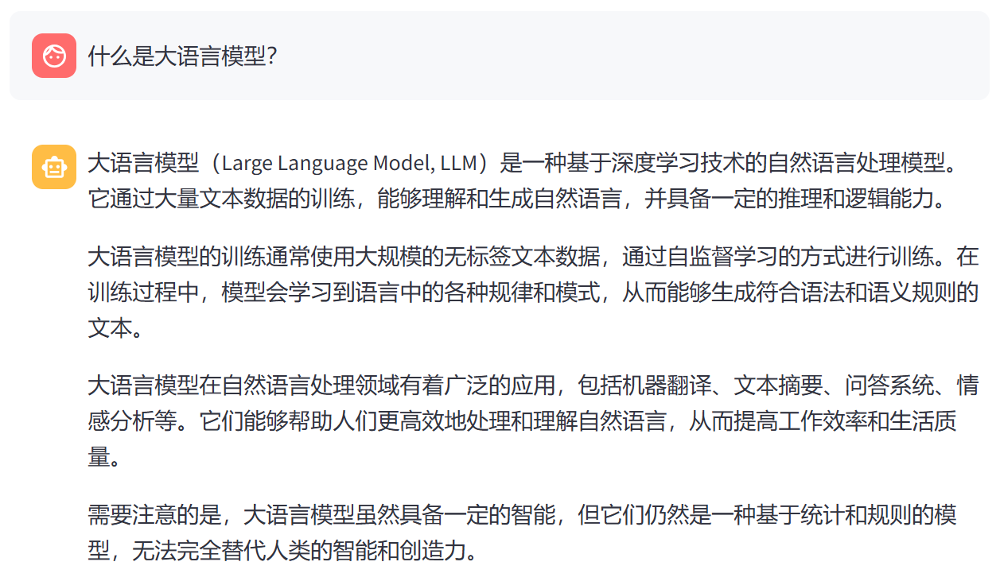 什么是大语言模型?
大语言模型（Large Language Model, LLM）是一种基于深度学习技术的自然语言处理模型。
它通过大量文本数据的训练，能够理解和生成自然语言，并具备一定的推理和逻辑能力。
大语言模型的训练通常使用大规模的无标签文本数据，通过自监督学习的方式进行训练。在
训练过程中，模型会学习到语言中的各种规律和模式，从而能够生成符合语法和语义规则的
文本。
大语言模型在自然语言处理领域有着广泛的应用，包括机器翻译、文本摘要、问答系统、情
感分析等。它们能够帮助人们更高效地处理和理解自然语言，从而提高工作效率和生活质
量。
需要注意的是，大语言模型虽然具备一定的智能，但它们仍然是一种基于统计和规则的模
型，无法完全替代人类的智能和创造力。